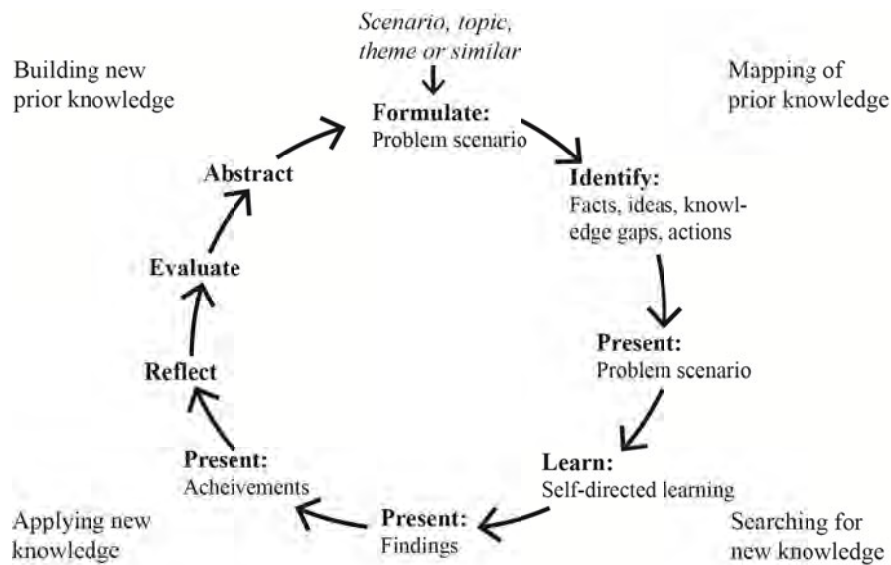 Scenario, topic,
theme or similar
Building new
prior knowledge
Mapping of
prior knowledge
Formulate:
Problem scenario
Identify:
Facts, ideas, knowl-
edge gaps, actions
Present:
Problem scenario
Learn:
Self-directed learning
Present:
Findings
Present:
Acheivements
Reflect
Evaluate
Abstract
Applying new
knowledge
Searching for
new knowledge